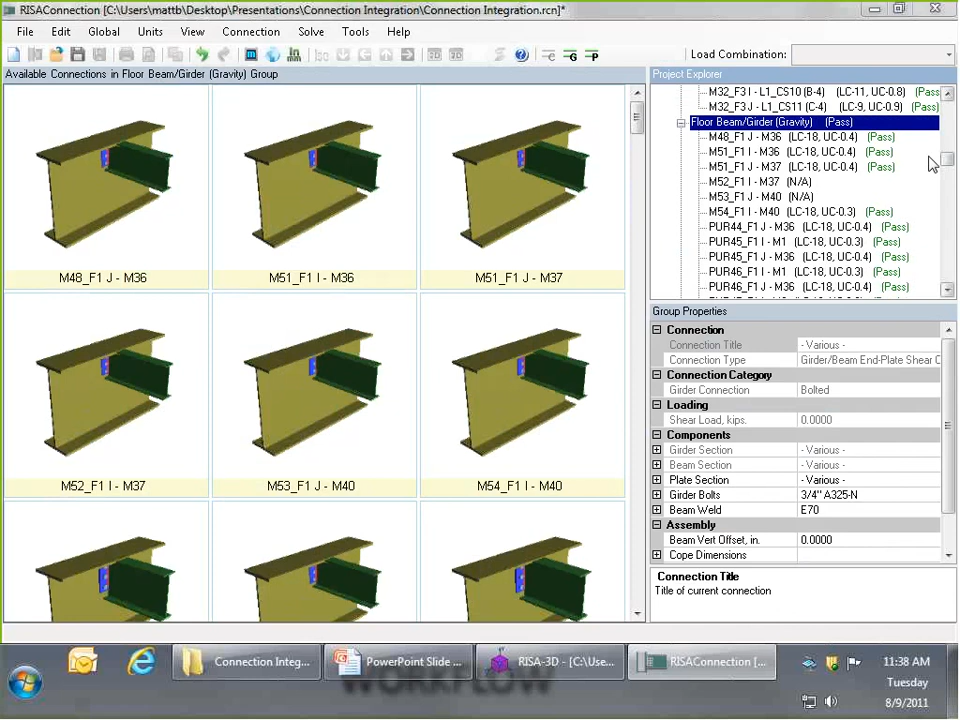 RISAConnection [C:\Users\mattb\Desktop\Presentations\Connection Integration\Connection Integration.rcn]*
File Edit Global Units View Connection Solve Tools Help
Load Combination:
Available Connections in Floor Beam/Girder (Gravity) Group
M48_F1 J - M36
M51_F1 I - M36
M51_F1 J - M37
M52_F1 I - M37
M53_F1 J - M40
M54_F1 I - M40
Project Explorer
M32_F3 I - L1_CS10 (B-4) (LC-11, UC-0.8) (Pass
M32_F3 J - L1_CS11 (C-4) (LC-9, UC-0.9) (Pass)
Floor Beam/Girder (Gravity) (Pass)
M48_F1 J - M36 (LC-18, UC-0.4) (Pass)
M51_F1 I - M36 (LC-18, UC-0.4) (Pass)
M51_F1 J - M37 (LC-18, UC-0.4) (Pass)
M52_F1 I - M37 (N/A)
M53_F1 J - M40 (N/A)
M54_F1 I - M40 (LC-18, UC-0.3) (Pass)
PUR44_F1 J - M36 (LC-18, UC-0.4) (Pass)
PUR45_F1 I - M1 (LC-18, UC-0.3) (Pass)
PUR45_F1 J - M36 (LC-18, UC-0.4) (Pass)
PUR46_F1 I - M1 (LC-18, UC-0.3) (Pass)
PUR46_F1 J - M36 (LC-18, UC-0.4) (Pass)
Group Properties
Connection
Connection Title - Various -
Connection Type Girder/Beam End-Plate Shear C
Connection Category
Girder Connection Bolted
Loading
Shear Load, kips. 0.0000
Components
Girder Section - Various -
Beam Section - Various -
Plate Section - Various -
Girder Bolts 3/4" A325-N
Beam Weld E70
Assembly
Beam Vert Offset, in. 0.0000
Cope Dimensions
Connection Title
Title of current connection
Connection Integ...
PowerPoint Slide ...
RISA-3D - [C:\Use...
RISAConnection [...
WORKFLOW
11:38 AM
Tuesday
8/9/2011